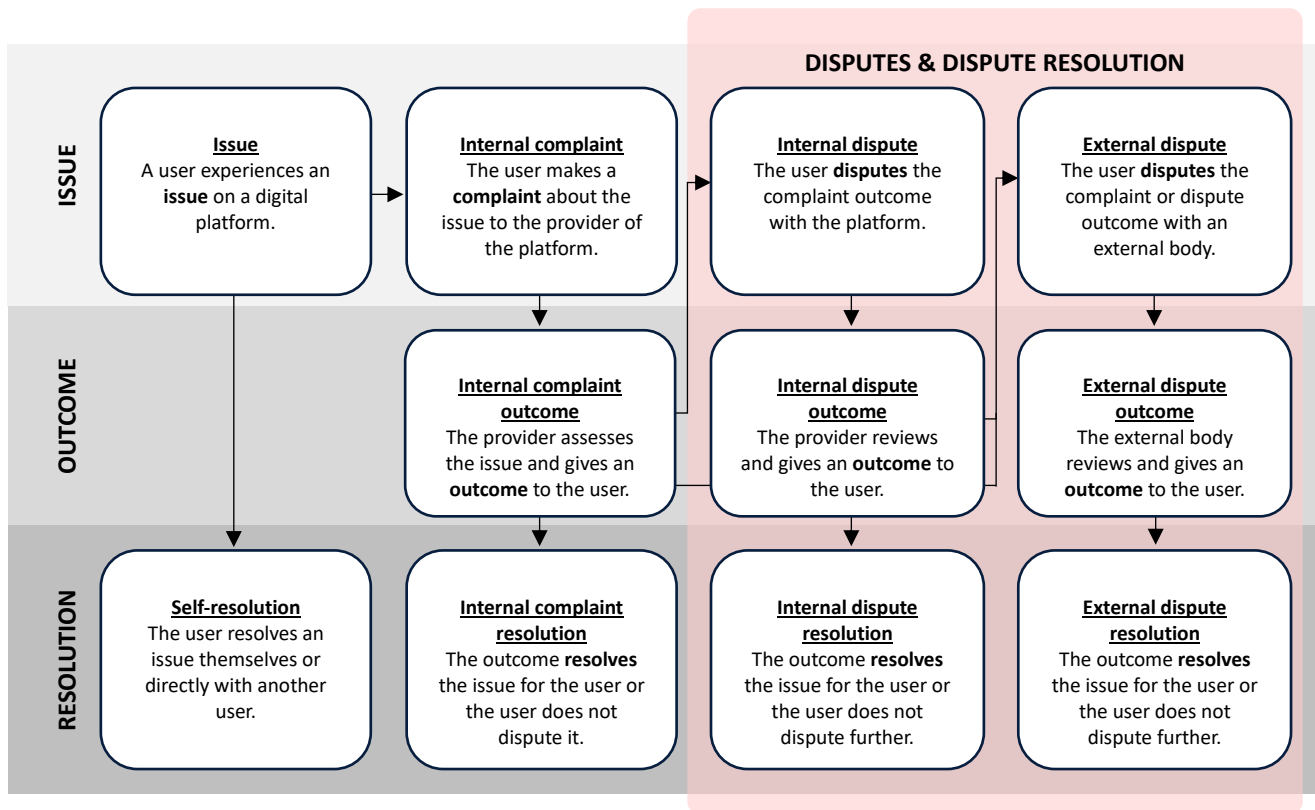 DISPUTES & DISPUTE RESOLUTION
ISSUE
Issue
A user experiences an
issue on a digital
platform.
Internal complaint
The user makes a
complaint about the
issue to the provider of
the platform.
Internal dispute
The user disputes the
complaint outcome
with the platform.
External dispute
The user disputes the
complaint or dispute
outcome with an
external body.
OUTCOME
Internal complaint
outcome
The provider assesses
the issue and gives an
outcome to the user.
Internal dispute
outcome
The provider reviews
and gives an outcome to
the user.
External dispute
outcome
The external body
reviews and gives an
outcome to the user.
RESOLUTION
Self-resolution
The user resolves an
issue themselves or
directly with another
user.
Internal complaint
resolution
The outcome resolves
the issue for the user or
the user does not
dispute it.
Internal dispute
resolution
The outcome resolves
the issue for the user or
the user does not
dispute further.
External dispute
resolution
The outcome resolves
the issue for the user or
the user does not
dispute further.